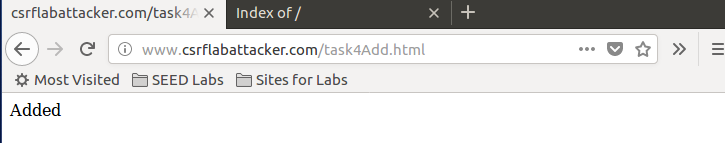 csrflabattacker.com/task4A
Index of /
www.csrflabattacker.com/task4Add.html
Most Visited SEED Labs Sites for Labs
Added